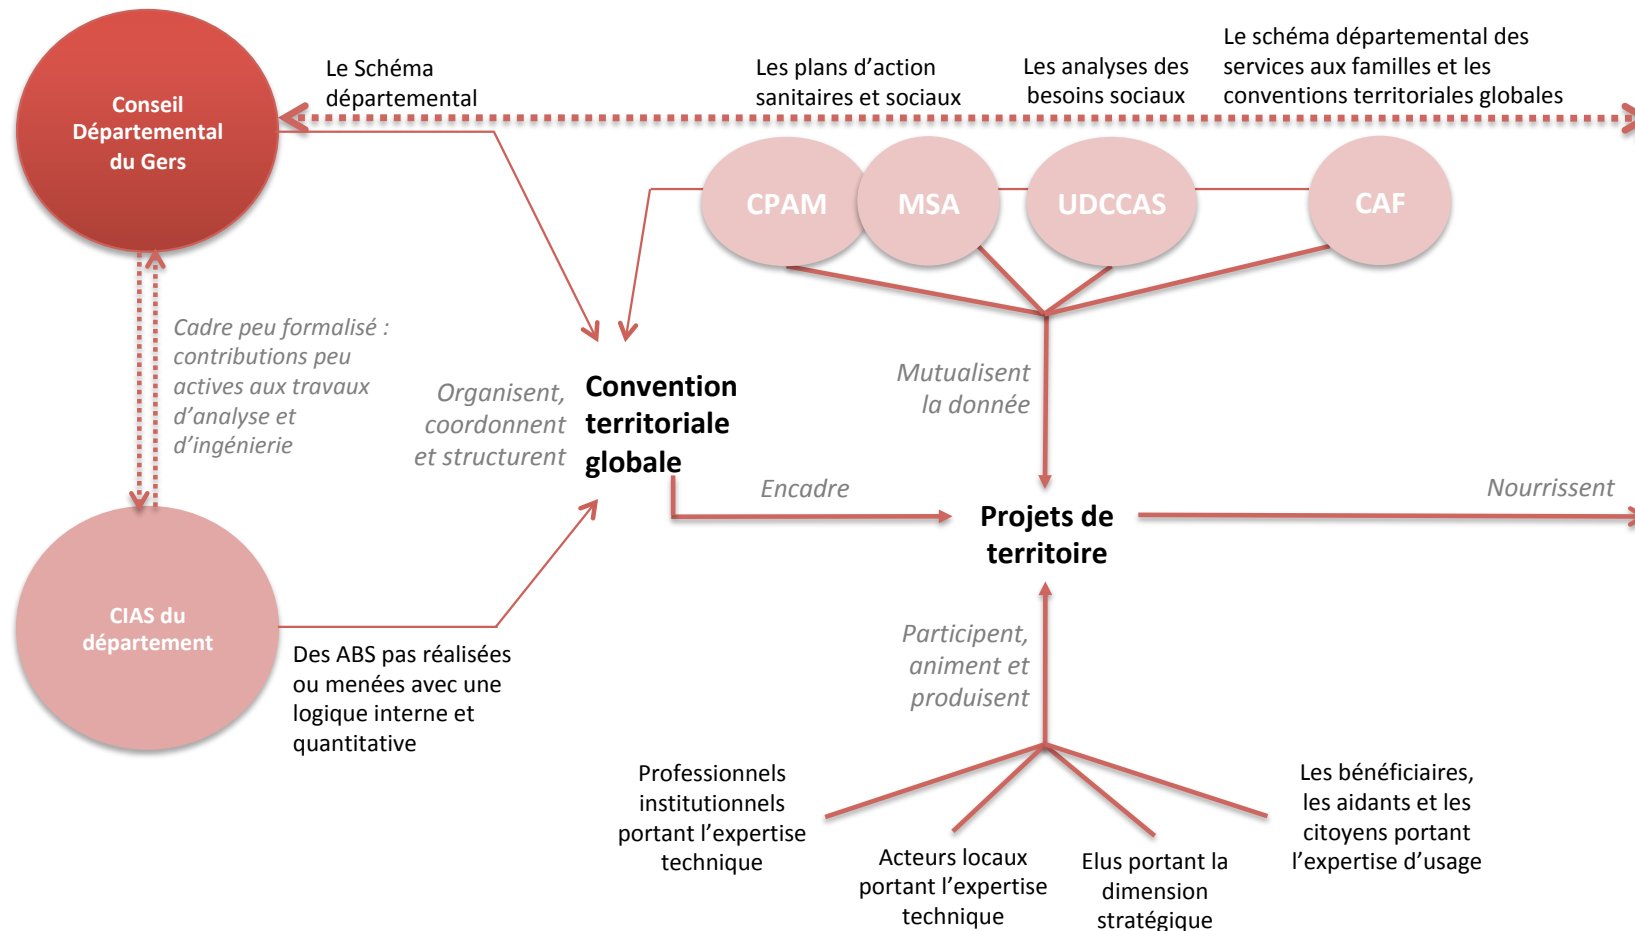 Conseil
Départemental
du Gers
Le Schéma
départemental
Les plans d’action
sanitaires et sociaux
Les analyses des
besoins sociaux
Le schéma départemental des
services aux familles et les
conventions territoriales globales
CPAM
MSA
UDCCAS
CAF
Cadre peu formalisé :
contributions peu
actives aux travaux
d’analyse et
d’ingénierie
Organisent,
coordonnent
et structurent
Convention
territoriale
globale
Mutualisent
la donnée
Encadre
Projets de
territoire
Nourrissent
CIAS du
département
Des ABS pas réalisées
ou menées avec une
logique interne et
quantitative
Participent,
animent et
produisent
Professionnels
institutionnels
portant l’expertise
technique
Acteurs locaux
portant l’expertise
technique
Elus portant la
dimension
stratégique
Les bénéficiaires,
les aidants et les
citoyens portant
l’expertise d’usage